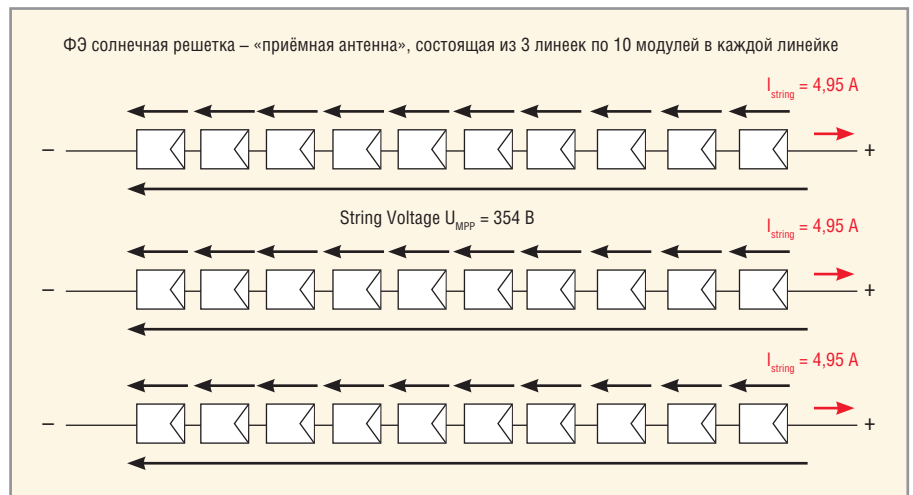 ФЭ солнечная решетка – «приёмная антенна», состоящая из 3 линеек по 10 модулей в каждой линейке
I string = 4,95 А
– +
String Voltage U MPP = 354 В
I string = 4,95 А
– +
I string = 4,95 А
– +